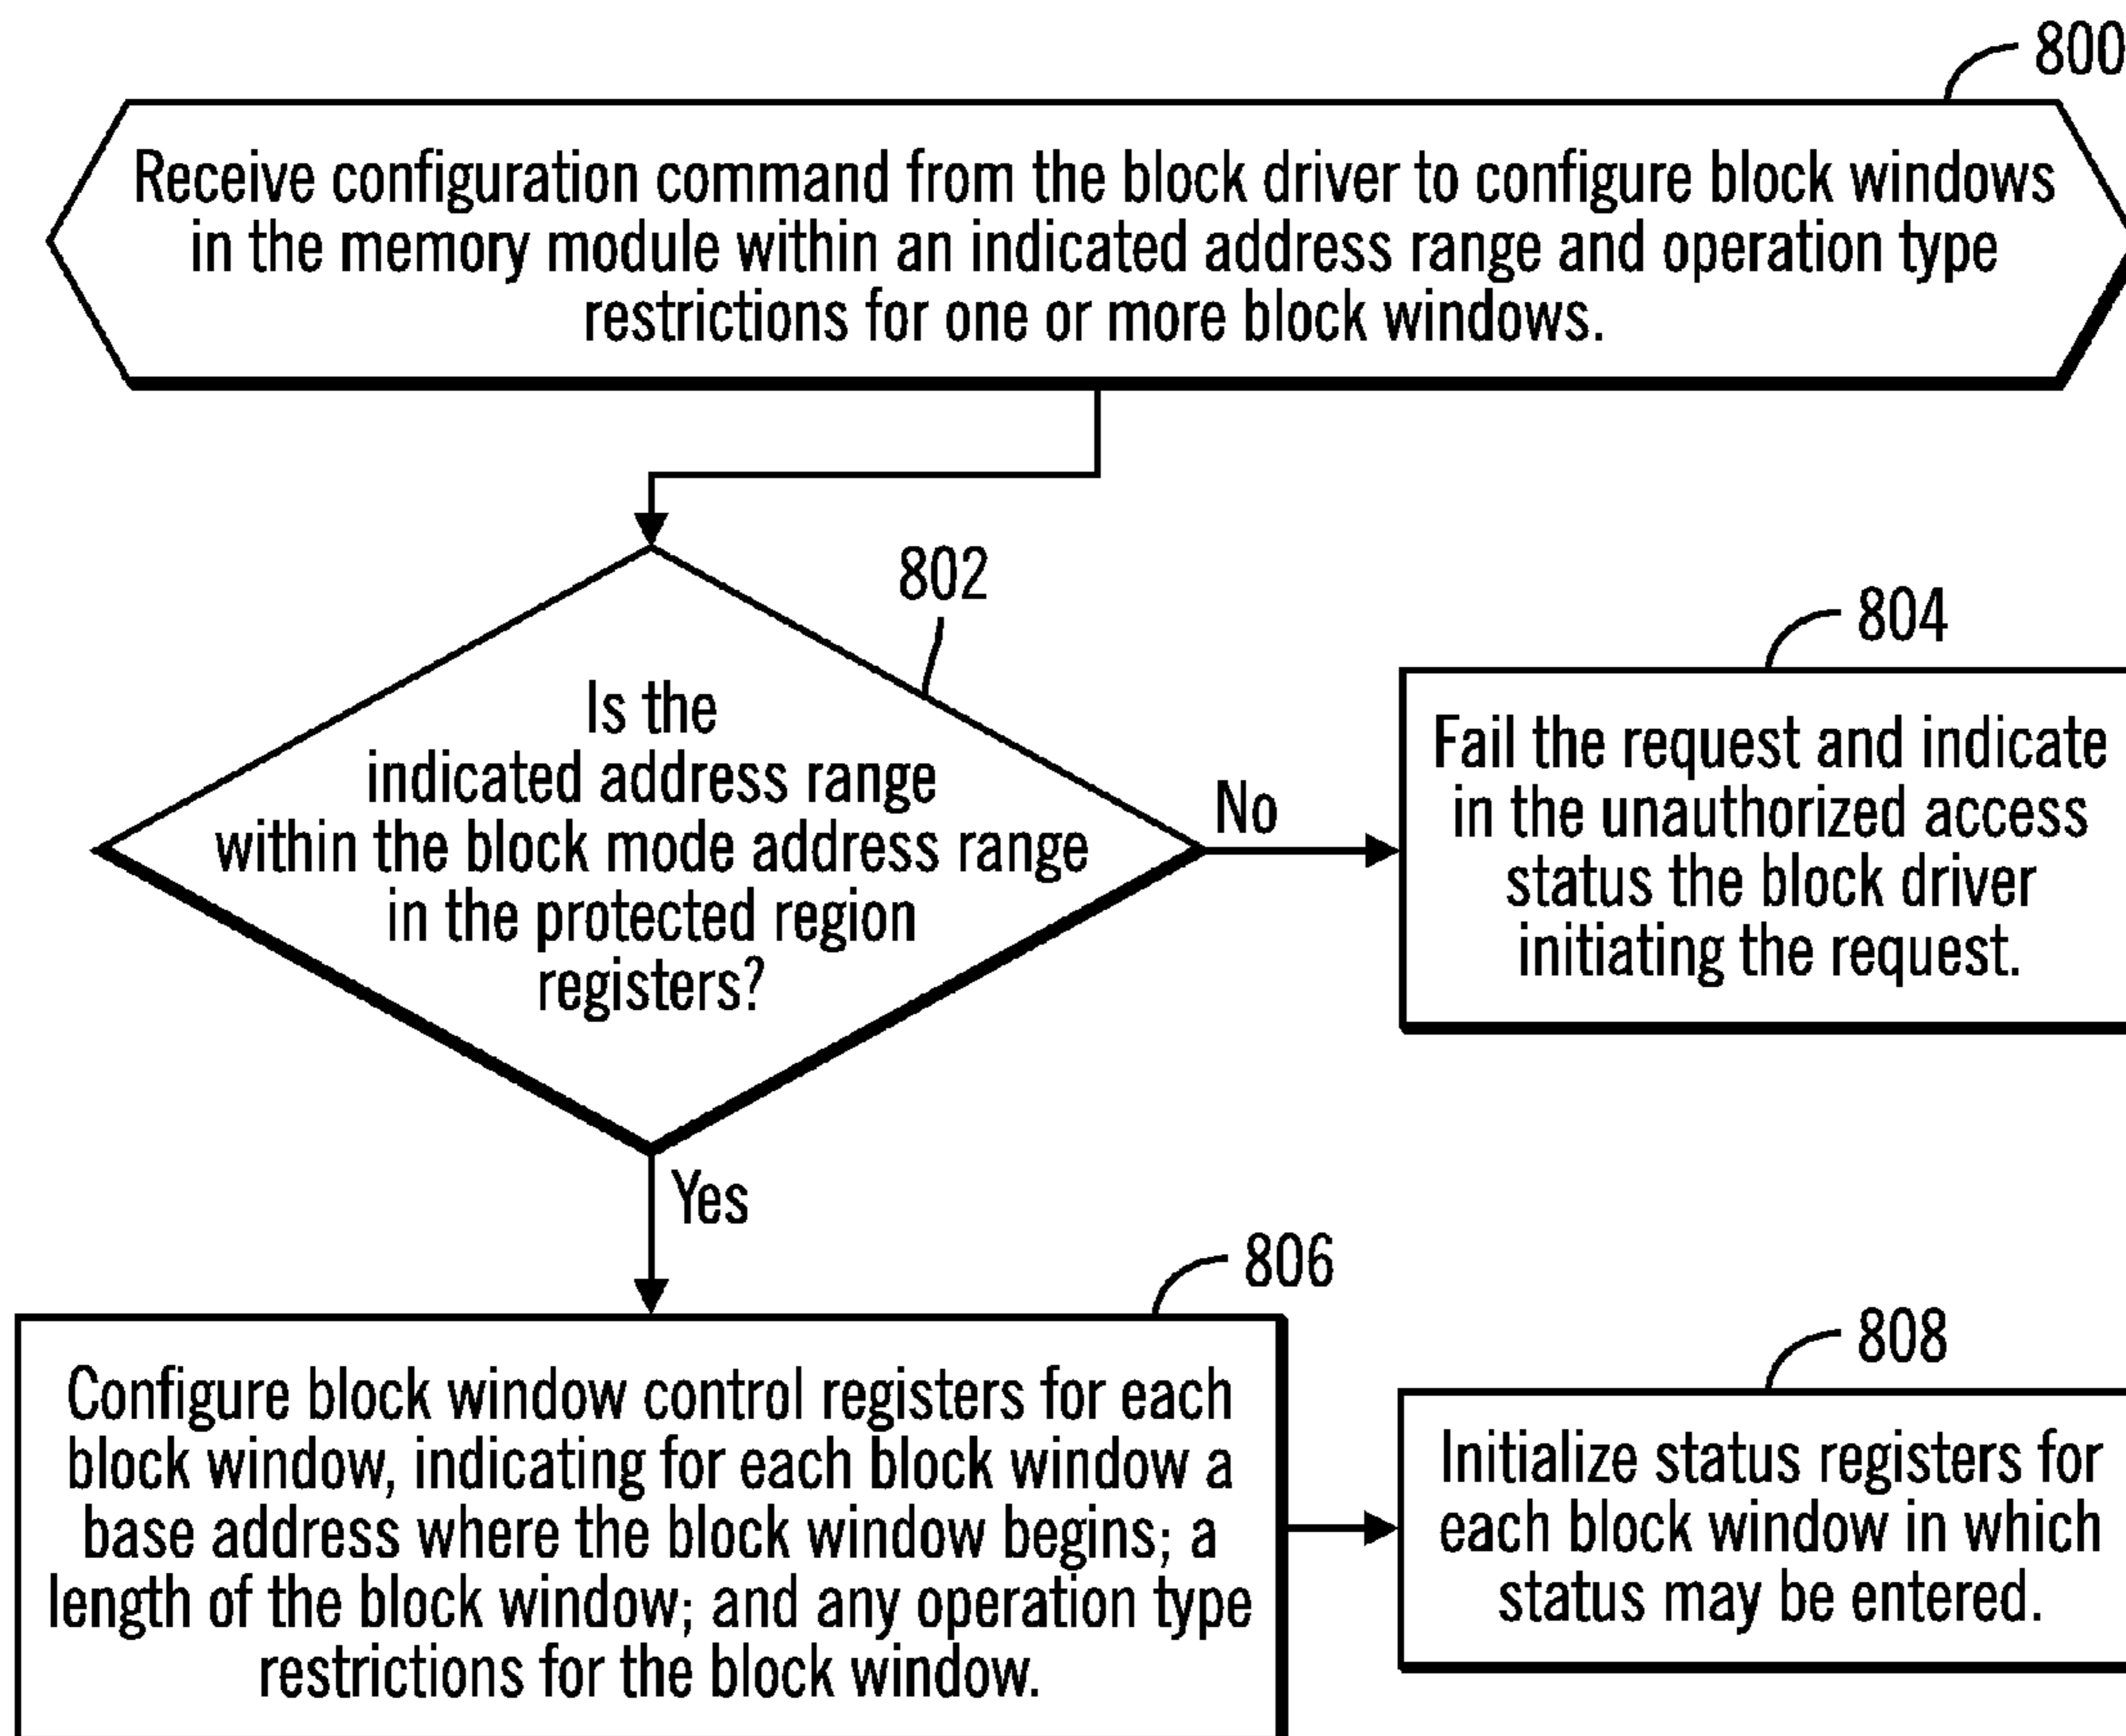 800
Receive configuration command from the block driver to configure block windows
in the memory module within an indicated address range and operation type
restrictions for one or more block windows.
802
Is the
indicated address range
within the block mode address range
in the protected region
registers?
No
804
Fail the request and indicate
in the unauthorized access
status the block driver
initiating the request.
Yes
806
Configure block window control registers for each
block window, indicating for each block window a
base address where the block window begins; a
length of the block window; and any operation type
restrictions for the block window.
808
Initialize status registers for
each block window in which
status may be entered.